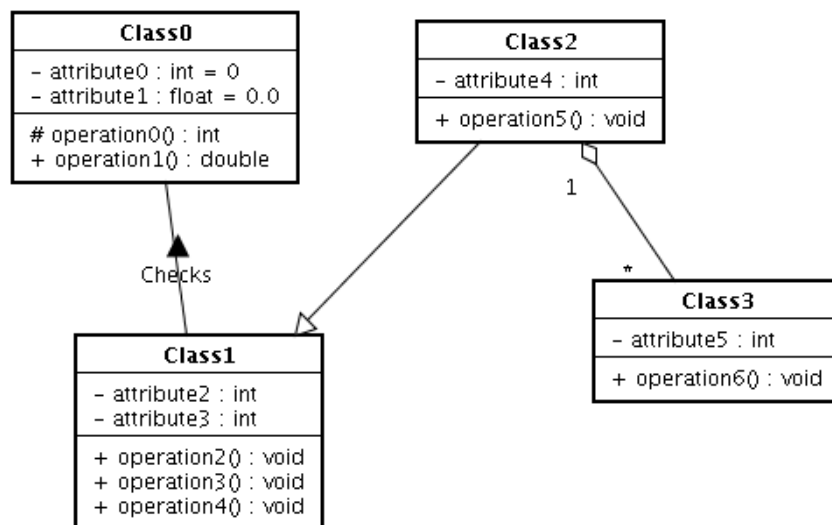 Class0
- attribute0 : int = 0
- attribute1 : float = 0.0
# operation0() : int
+ operation1() : double
Class2
- attribute4 : int
+ operation5() : void
1
*
Checks
Class3
- attribute5 : int
+ operation6() : void
Class1
- attribute2 : int
- attribute3 : int
+ operation2() : void
+ operation3() : void
+ operation4() : void